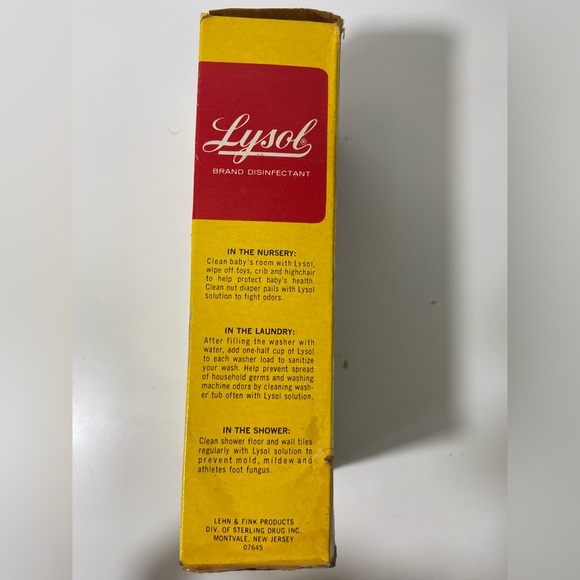 Lysol®
BRAND DISINFECTANT
IN THE NURSERY:
Clean baby's room with Lysol,
wipe off toys, crib and highchair
to help protect baby's health.
Clean out diaper pails with Lysol
solution to fight odors.
IN THE LAUNDRY:
After filling the washer with
water, add one-half cup of Lysol
to each washer load to sanitize
your wash. Help prevent spread
of household germs and washing
machine odors by cleaning wash-
er tub often with Lysol solution.
IN THE SHOWER:
Clean shower floor and wall tiles
regularly with Lysol solution to
prevent mold, mildew and
athletes foot fungus.
LEHN & FINK PRODUCTS
DIV. OF STERLING DRUG INC.
MONTVALE, NEW JERSEY
07645